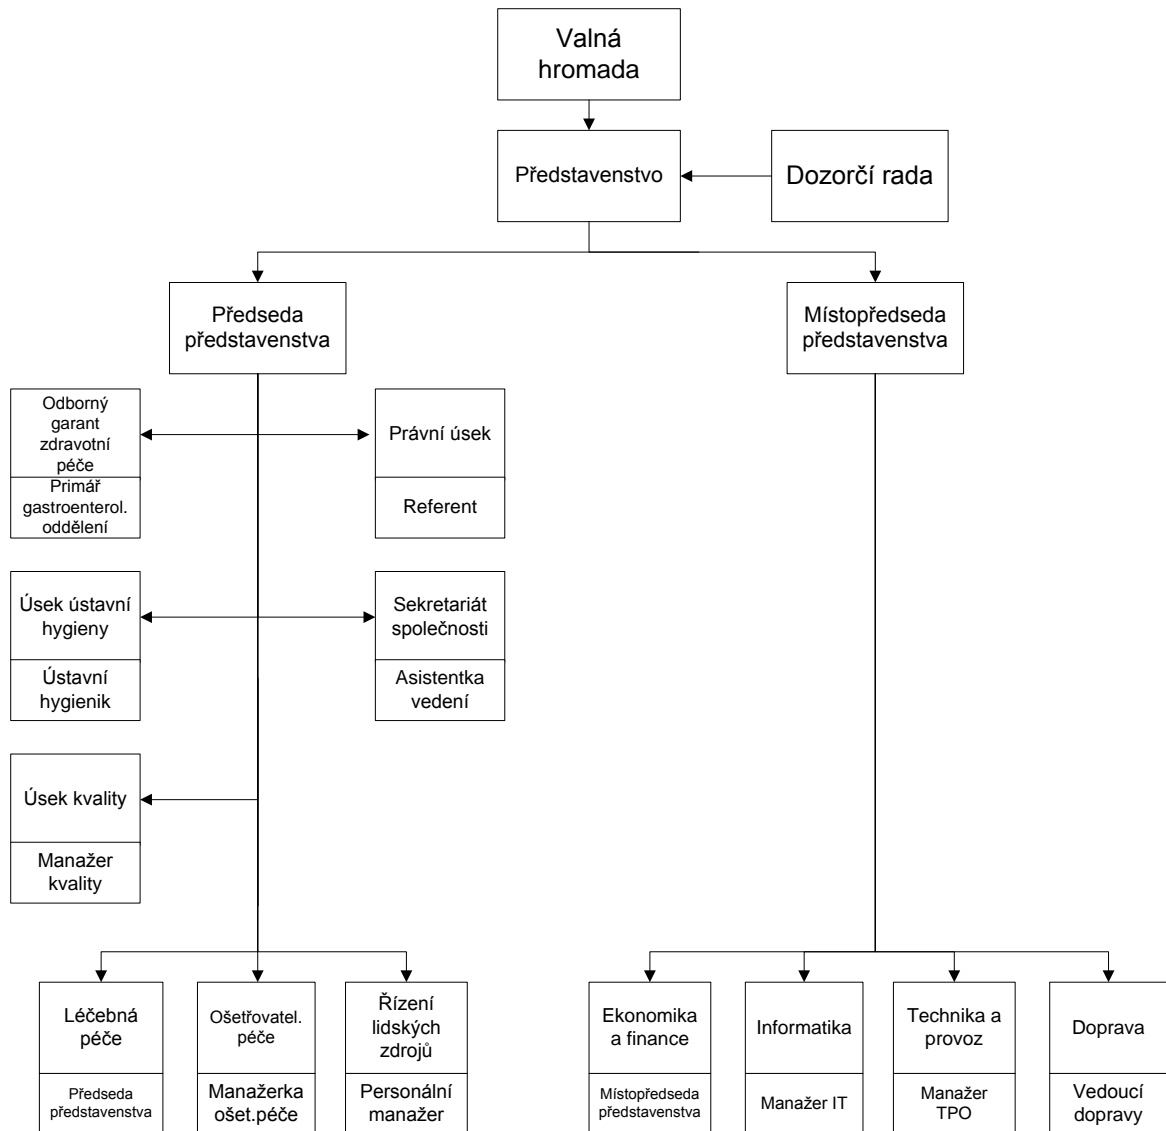 Valná
hromada
Představenstvo
Dozorčí rada
Předseda
představenstva
Místopředseda
představenstva
Odborný
garant
zdravotní
péče
Primář
gastroenterol.
oddělení
Právní úsek
Referent
Úsek ústavní
hygieny
Ústavní
hygienik
Sekretariát
společnosti
Asistentka
vedení
Úsek kvality
Manažer
kvality
Léčebná
péče
Předseda
představenstva
Ošetřovatel.
péče
Manažerka
ošet.péče
Řízení
lidských
zdrojů
Personální
manažer
Ekonomika
a finance
Místopředseda
představenstva
Informatika
Manažer IT
Technika a
provoz
Manažer
TPO
Doprava
Vedoucí
dopravy